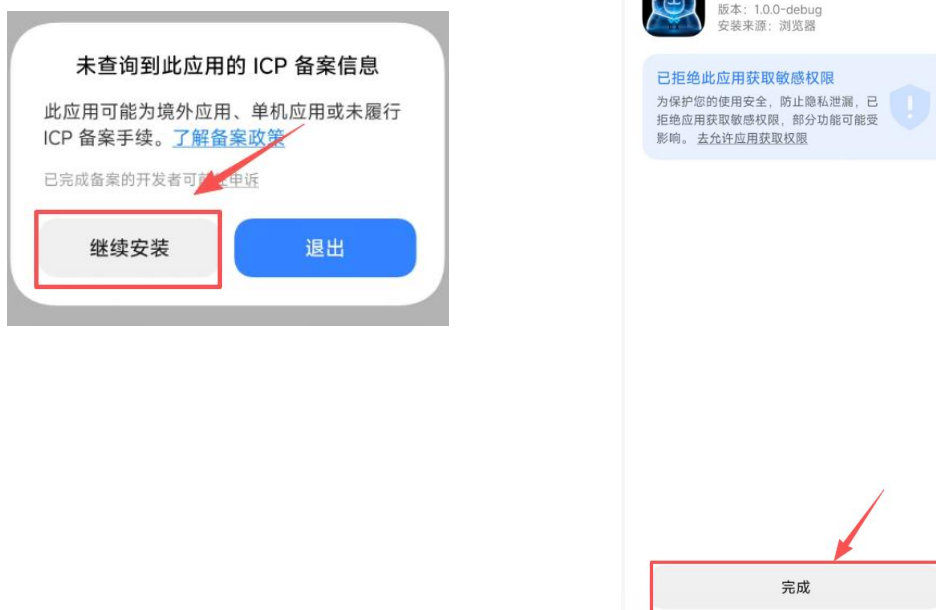 未查询到此应用的 ICP 备案信息
此应用可能为境外应用、单机应用或未履行
ICP 备案手续。了解备案政策
已完成备案的开发者可前往申诉
继续安装
退出
版本：1.0.0-debug
安装来源：浏览器
已拒绝此应用获取敏感权限
为保护您的使用安全，防止隐私泄漏，已
拒绝应用获取敏感权限，部分功能可能受
影响。 去允许应用获取权限
完成